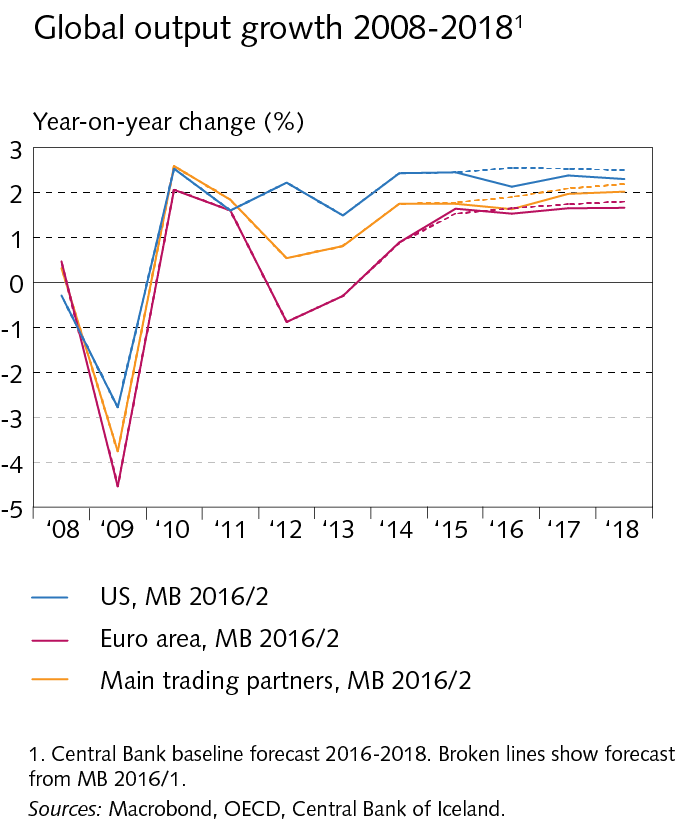 Global output growth 2008-2018¹
Year-on-year change (%)
3
2
1
0
-1
-2
-3
-4
-5
‘08 ‘09 ‘10 ‘11 ‘12 ‘13 ‘14 ‘15 ‘16 ‘17 ‘18
US, MB 2016/2
Euro area, MB 2016/2
Main trading partners, MB 2016/2
1. Central Bank baseline forecast 2016-2018. Broken lines show forecast
from MB 2016/1.
Sources: Macrobond, OECD, Central Bank of Iceland.